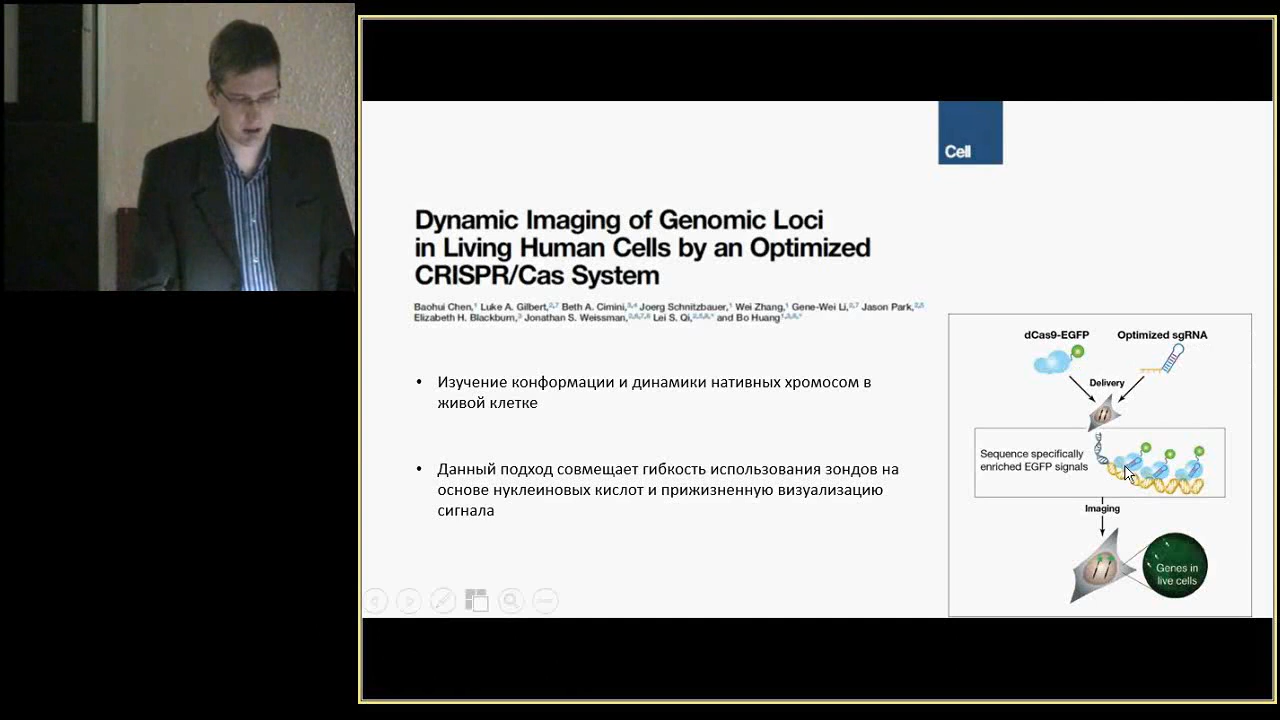 Cell
Dynamic Imaging of Genomic Loci
in Living Human Cells by an Optimized
CRISPR/Cas System
Baohui Chen, Luke A. Gilbert, Beth A. Cimini, Joerg Schnitzbauer, Wei Zhang, Gene-Wei Li, Jason Park,
Elizabeth H. Blackburn, Jonathan S. Weissman, Lei S. Qi, and Bo Huang
• Изучение конформации и динамики нативных хромосом в
живой клетке
• Данный подход совмещает гибкость использования зондов на
основе нуклеиновых кислот и прижизненную визуализацию
сигнала
dCas9-EGFP Optimized sgRNA
Delivery
Sequence specifically
enriched EGFP signals
Imaging
Genes in
live cells